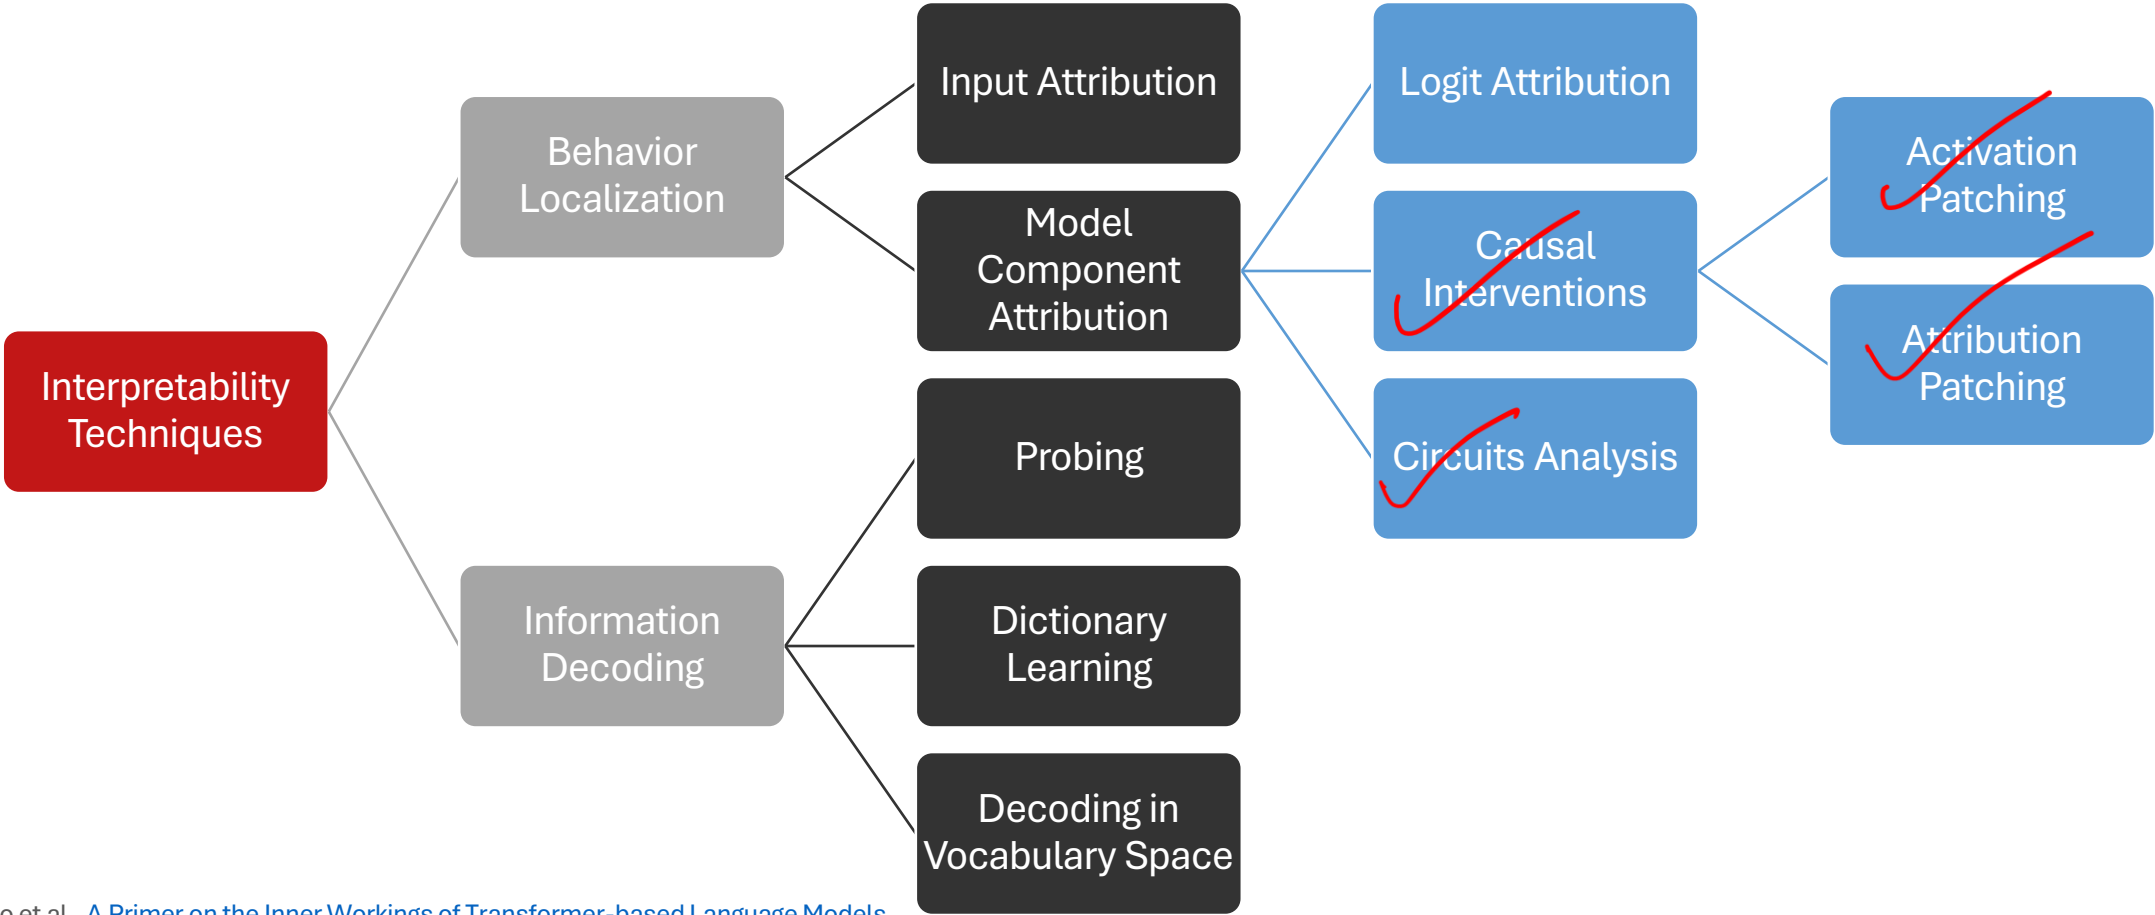 Interpretability
Techniques
Behavior
Localization
Information
Decoding
Input Attribution
Model
Component
Attribution
Probing
Dictionary
Learning
Decoding in
Vocabulary Space
Logit Attribution
Causal
Interventions
Circuits Analysis
Activation
Patching
Attribution
Patching
et al. A Primer on the Inner Workings of Transformer-based Language Models